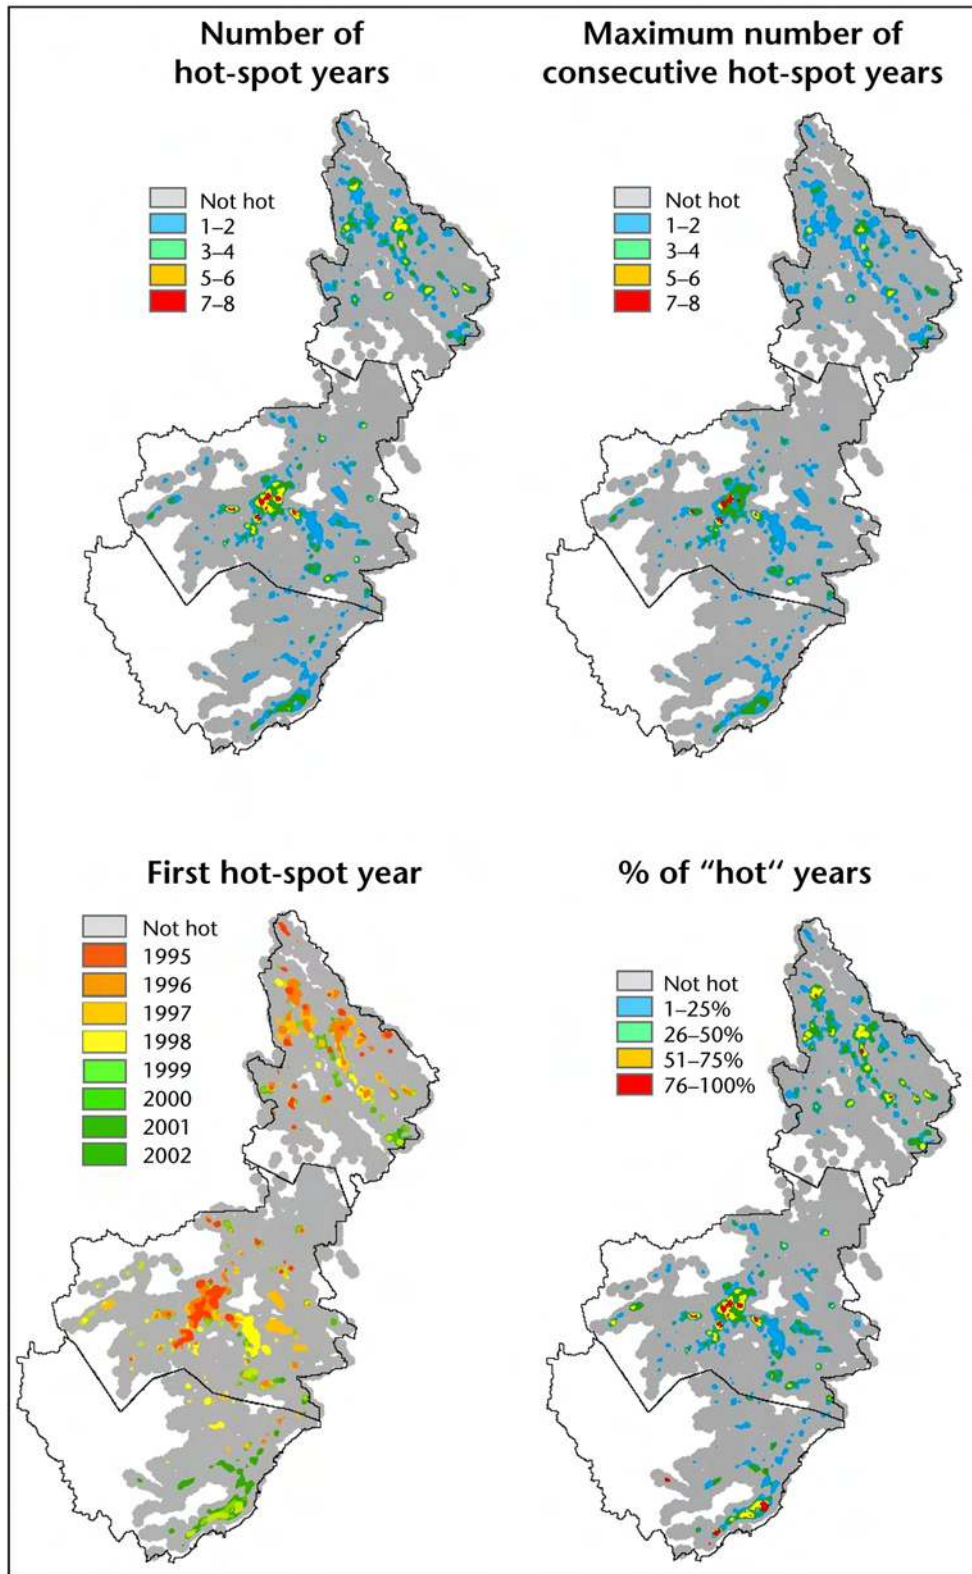 Number of
hot-spot years
Not hot
1–2
3–4
5–6
7–8
Maximum number of
consecutive hot-spot years
Not hot
1–2
3–4
5–6
7–8
First hot-spot year
Not hot
1995
1996
1997
1998
1999
2000
2001
2002
% of “hot“ years
Not hot
1–25%
26–50%
51–75%
76–100%